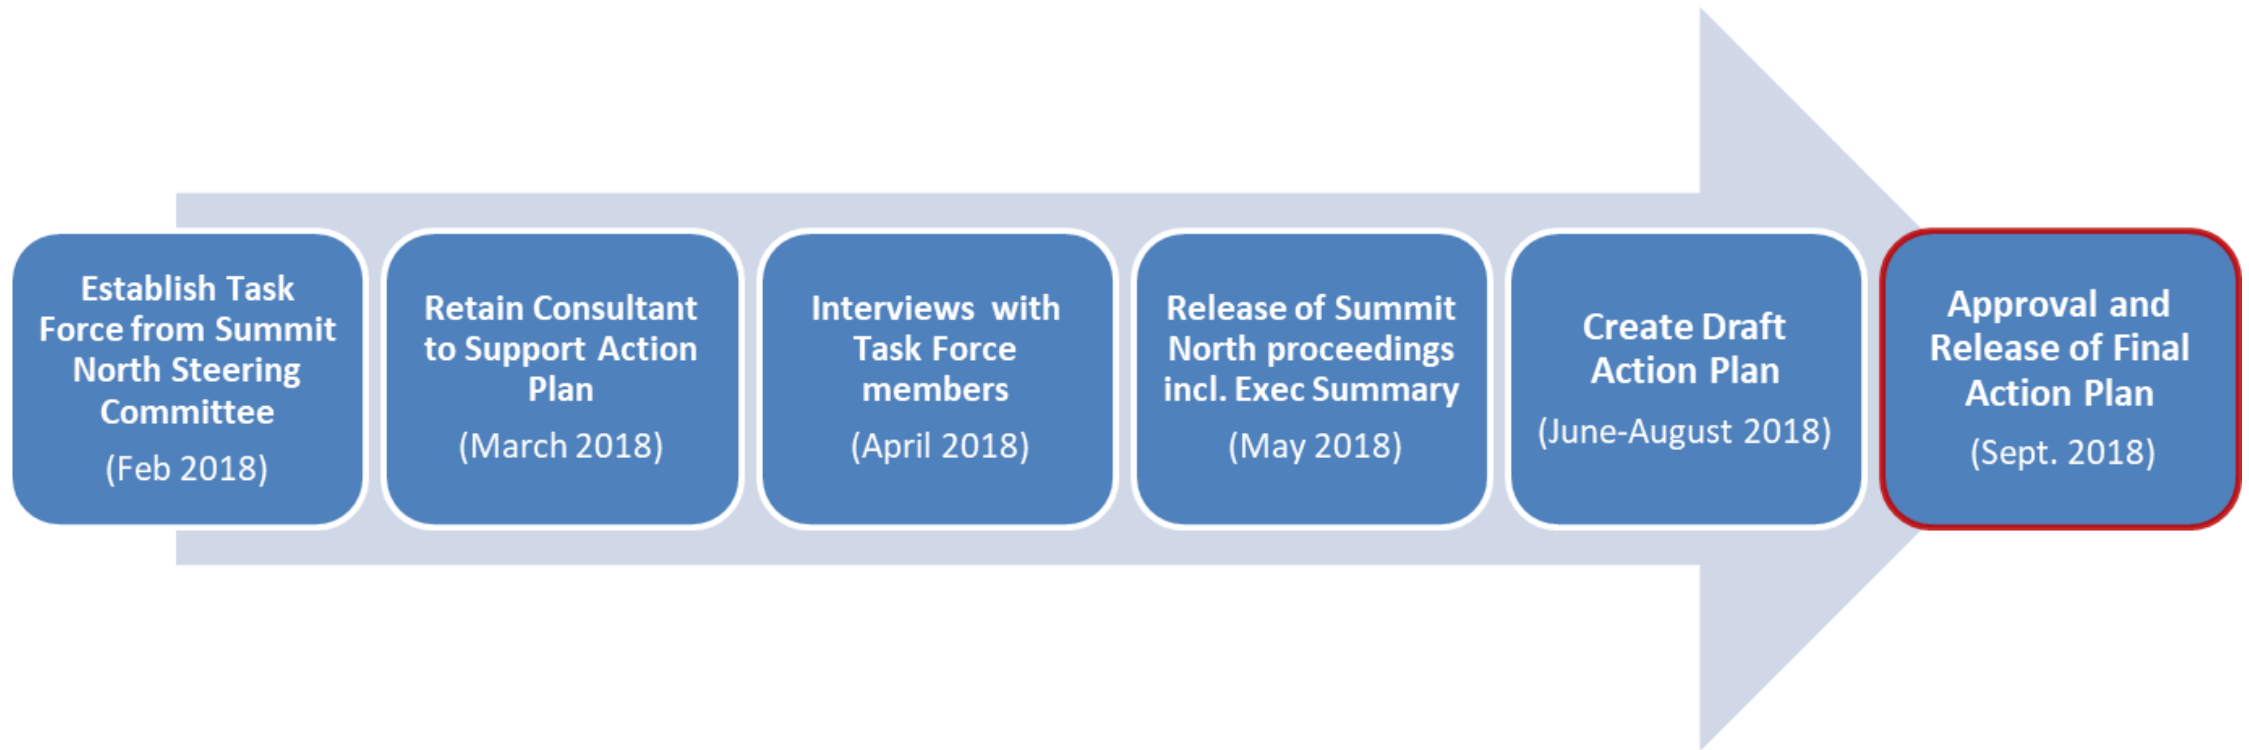 Establish Task
Force from Summit
North Steering
Committee
(Feb 2018)
Retain Consultant
to Support Action
Plan
(March 2018)
Interviews with
Task Force
members
(April 2018)
Release of Summit
North proceedings
incl. Exec Summary
(May 2018)
Create Draft
Action Plan
(June-August 2018)
Approval and
Release of Final
Action Plan
(Sept. 2018)